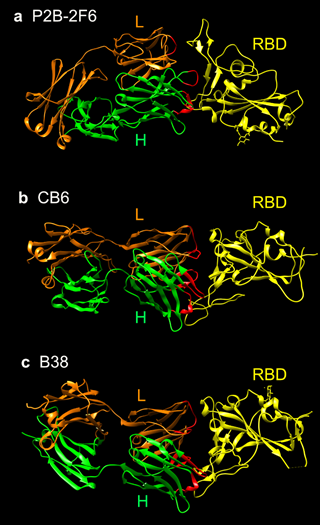 a P2B-2F6
L
RBD
H
b CB6
L
RBD
H
c B38
L
RBD
H